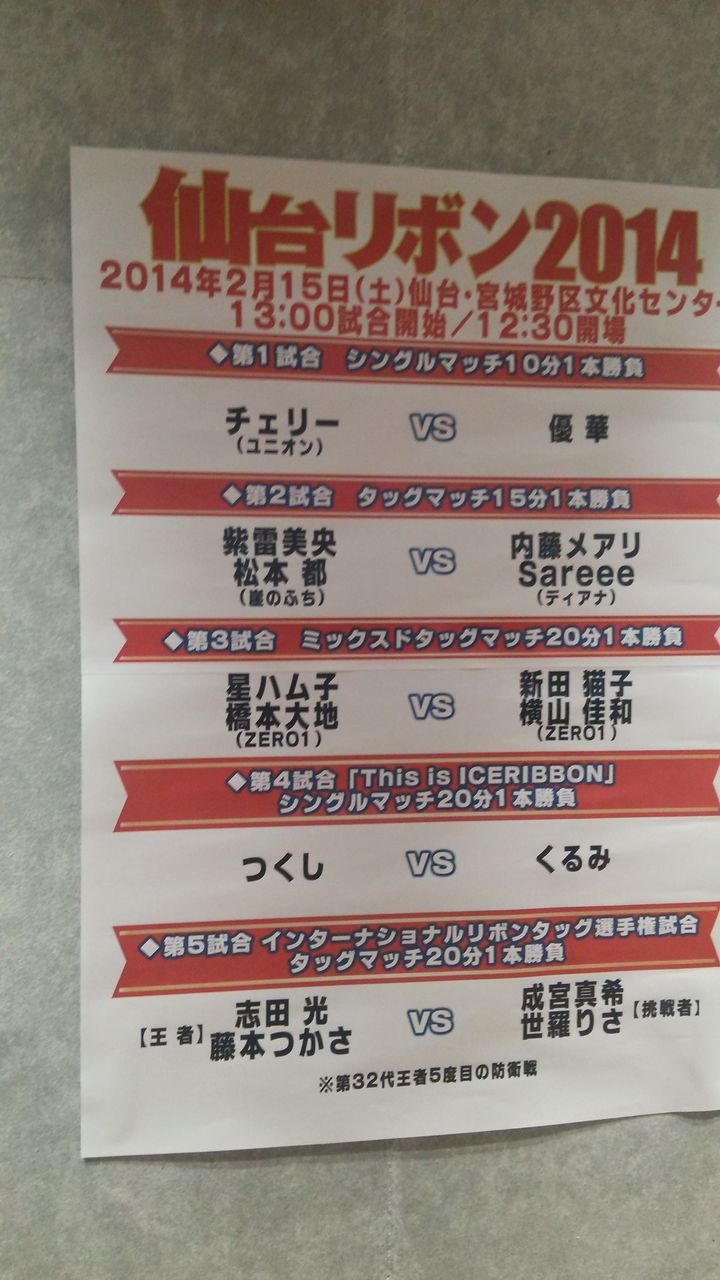 仙台リボン2014
2014年2月15日(土)仙台・宮城野区文化センター
13:00試合開始/12:30開場
◆第1試合 シングルマッチ10分1本勝負
チェリー VS 優華
(ユニオン)
◆第2試合 タッグマッチ15分1本勝負
紫雷美央 VS 内藤メアリ
松本 都 Sareee
(崖のふち) (ディアナ)
◆第3試合 ミックスドタッグマッチ20分1本勝負
星ハム子 VS 新田 猫子
橋本大地 横山 佳和
(ZERO1) (ZERO1)
◆第4試合「This is ICERIBBON」
シングルマッチ20分1本勝負
つくし VS くるみ
◆第5試合 インターナショナルリボンタッグ選手権試合
タッグマッチ20分1本勝負
【王 者】 志田 光 VS 成宮真希 【挑戦者】
藤本つかさ 世羅りさ
※第32代王者5度目の防衛戦